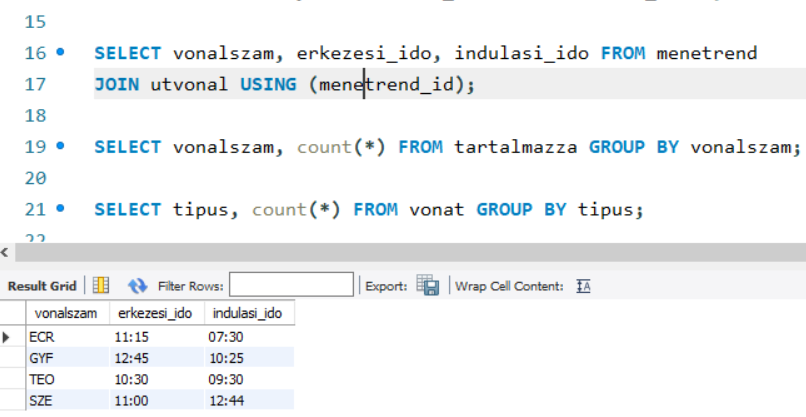 15
16 SELECT vonalszam, erkezesi_ido, indulasi_ido FROM menetrend
17 JOIN utvonal USING (menetrend_id);
18
19 SELECT vonalszam, count(*) FROM tartalmazza GROUP BY vonalszam;
20
21 SELECT tipus, count(*) FROM vonat GROUP BY tipus;
22
Result Grid Filter Rows: Export: Wrap Cell Content: IA
vonalszam erkezesi_ido indulasi_ido
ECR 11:15 07:30
GYF 12:45 10:25
TEO 10:30 09:30
SZE 11:00 12:44